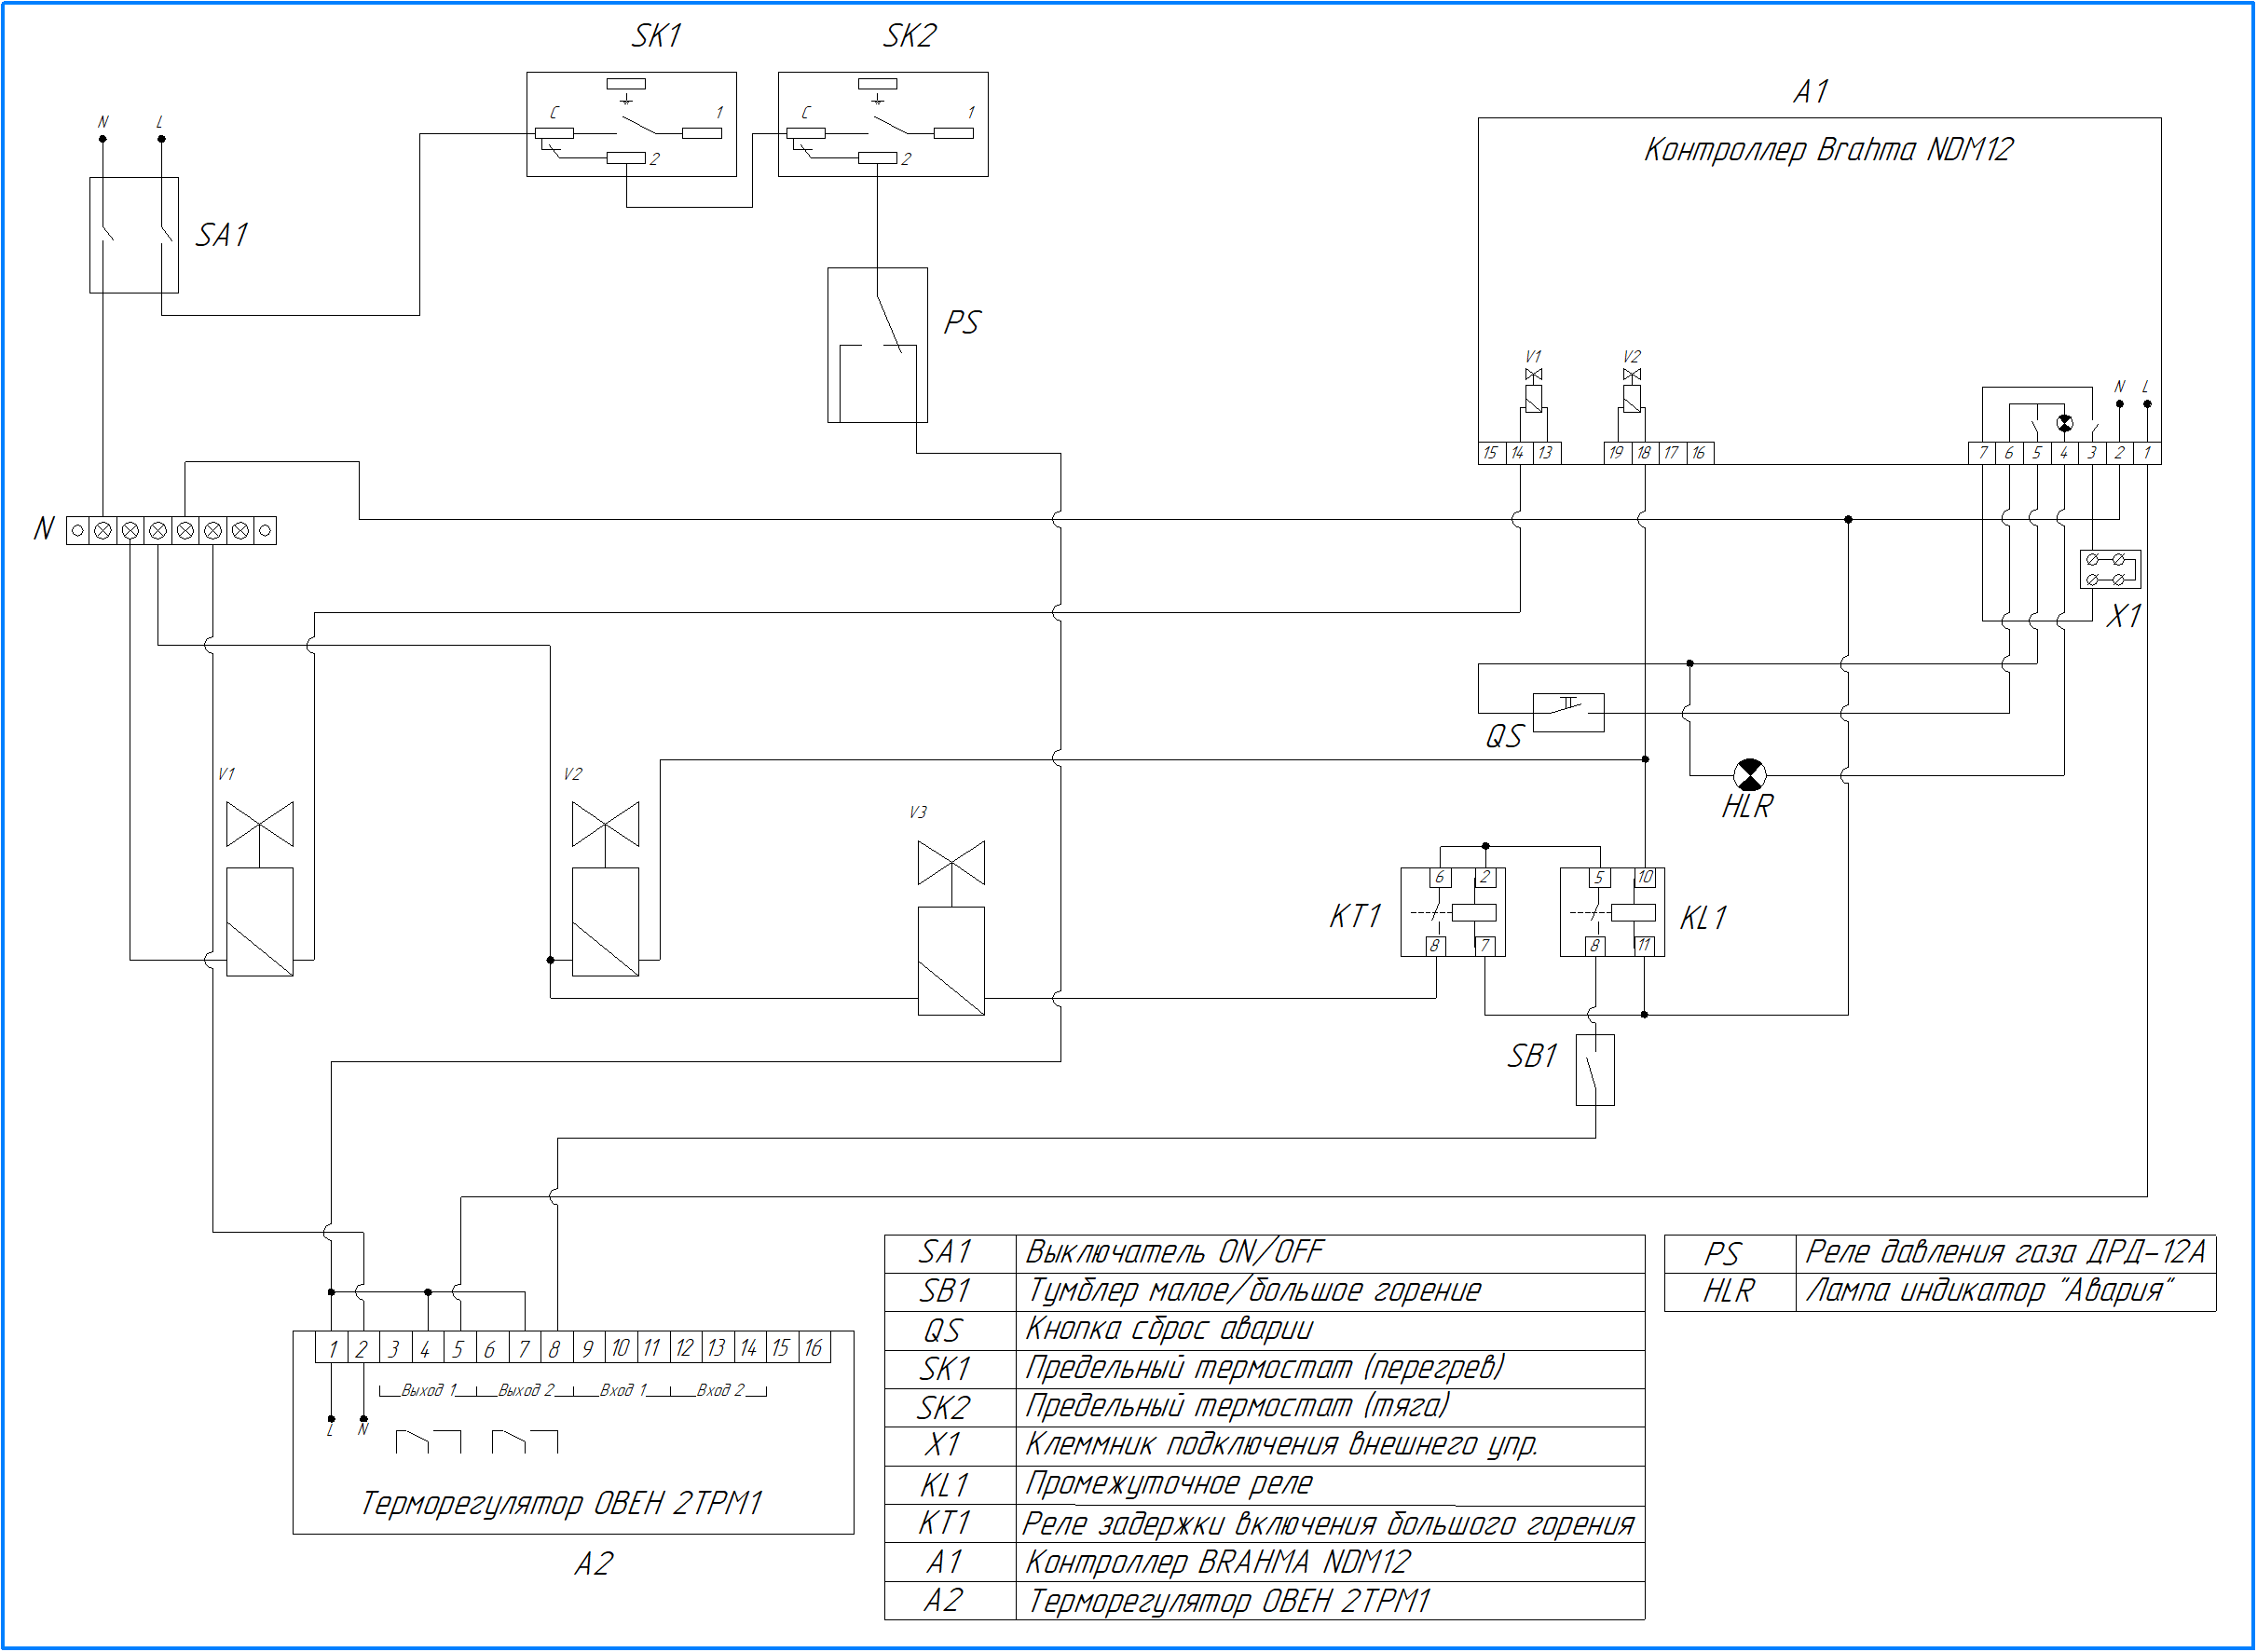 SK1 SK2
A1
Контроллер Brahma NDM12
N L
C 1
2
C 1
2
SA1
PS
V1 V2
N L
15 14 13 19 18 17 16 7 6 5 4 3 2 1
N
X1
QS
HLR
V1 V2 V3
6 2 5 10
KT1 KL1
8 7 8 11
SB1
1 2 3 4 5 6 7 8 9 10 11 12 13 14 15 16
Выход 1 Выход 2 Вход 1 Вход 2
L N
Терморегулятор ОВЕН 2ТРМ1
A2
SA1 Выключатель ON/OFF
SB1 Тумблер малое/большое горение
QS Кнопка сброс аварии
SK1 Предельный термостат (перегрев)
SK2 Предельный термостат (тяга)
X1 Клеммник подключения внешнего упр.
KL1 Промежуточное реле
KT1 Реле задержки включения большого горения
A1 Контроллер BRAHMA NDM12
A2 Терморегулятор ОВЕН 2ТРМ1
PS Реле давления газа ДРД-12А
HLR Лампа индикатор "Авария"